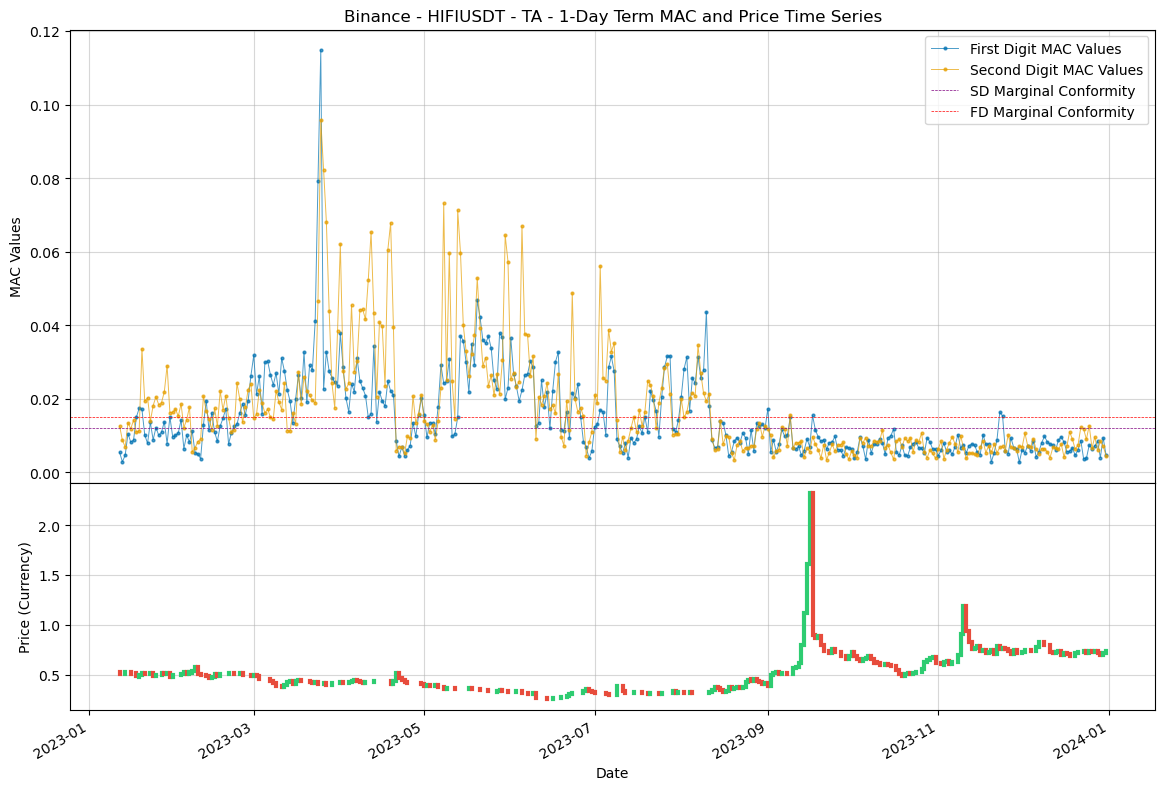 Binance - HIFIUSDT - TA - 1-Day Term MAC and Price Time Series
0.12
0.10
0.08
0.06
0.04
0.02
0.00
MAC Values
First Digit MAC Values
Second Digit MAC Values
SD Marginal Conformity
FD Marginal Conformity
2.0
1.5
1.0
0.5
Price (Currency)
2023-01
2023-03
2023-05
2023-07
2023-09
2023-11
2024-01
Date